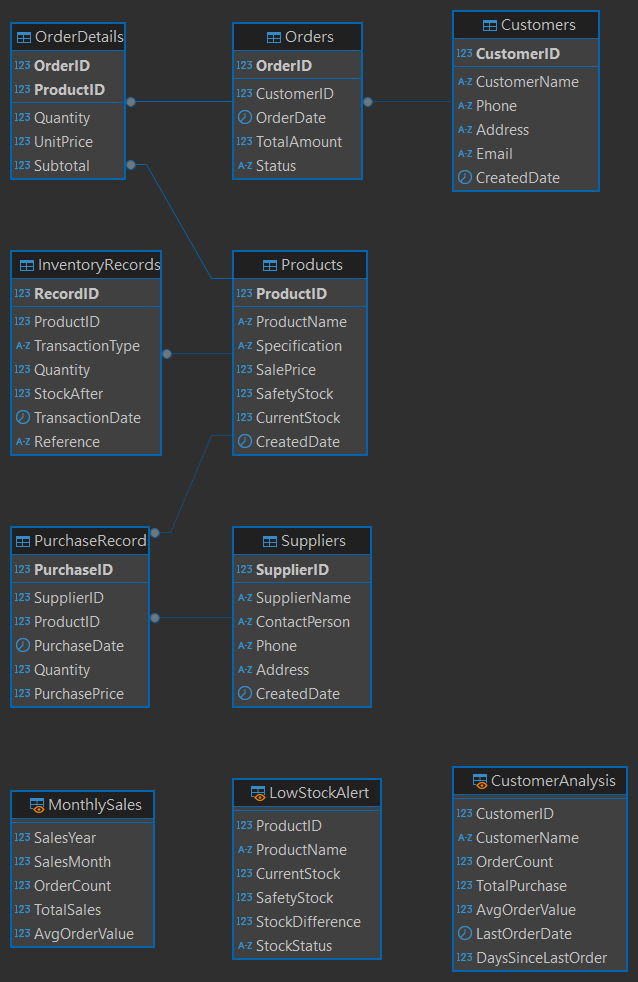 OrderDetails
123 OrderID
123 ProductID
123 Quantity
123 UnitPrice
123 Subtotal
Orders
123 OrderID
123 CustomerID
OrderDate
123 TotalAmount
A-Z Status
Customers
123 CustomerID
A-Z CustomerName
A-Z Phone
A-Z Address
A-Z Email
CreatedDate
InventoryRecords
123 RecordID
123 ProductID
A-Z TransactionType
123 Quantity
123 StockAfter
TransactionDate
A-Z Reference
Products
123 ProductID
A-Z ProductName
A-Z Specification
123 SalePrice
123 SafetyStock
123 CurrentStock
CreatedDate
PurchaseRecord
123 PurchaseID
123 SupplierID
123 ProductID
PurchaseDate
123 Quantity
123 PurchasePrice
Suppliers
123 SupplierID
A-Z SupplierName
A-Z ContactPerson
A-Z Phone
A-Z Address
CreatedDate
MonthlySales
123 SalesYear
123 SalesMonth
123 OrderCount
123 TotalSales
123 AvgOrderValue
LowStockAlert
123 ProductID
A-Z ProductName
123 CurrentStock
123 SafetyStock
123 StockDifference
A-Z StockStatus
CustomerAnalysis
123 CustomerID
A-Z CustomerName
123 OrderCount
123 TotalPurchase
123 AvgOrderValue
LastOrderDate
123 DaysSinceLastOrder